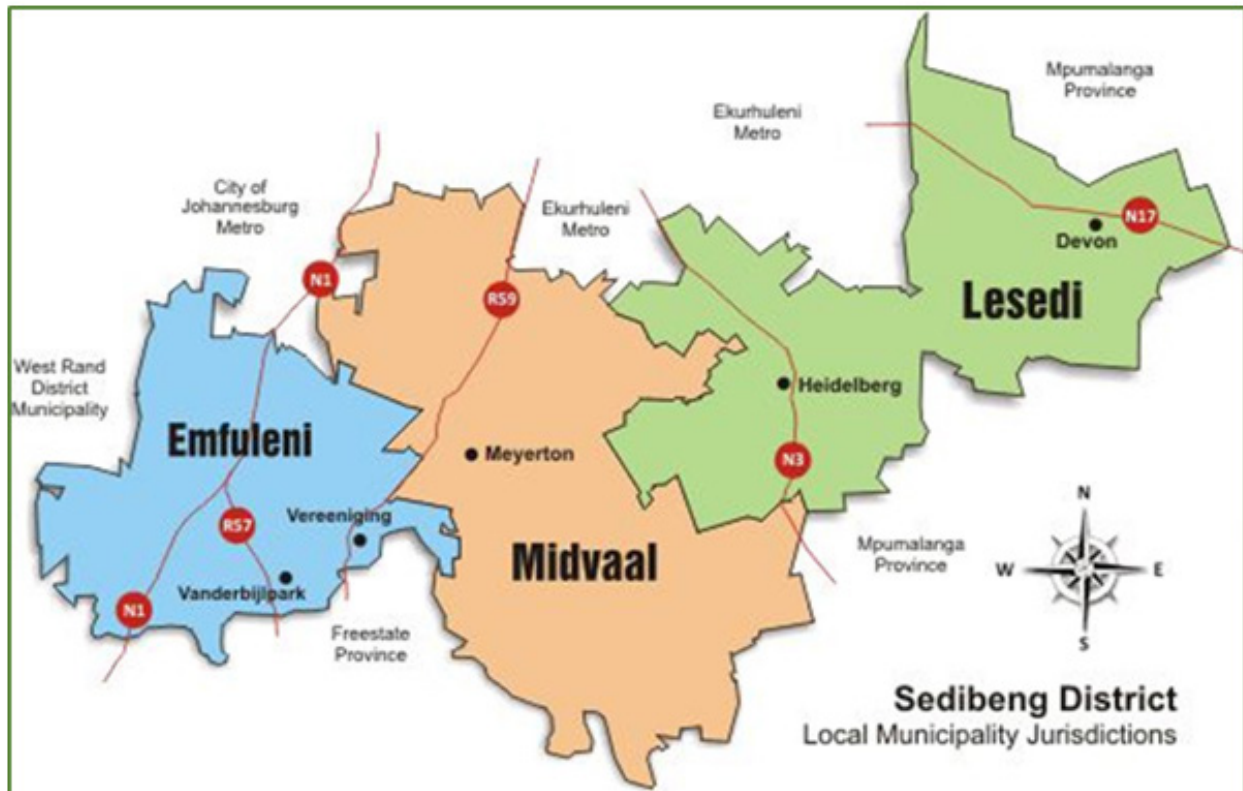 Mpumalanga
Province
Ekurhuleni
Metro
City of
Johannesburg
Metro
Ekurhuleni
Metro
N17
Devon
N1
R59
Lesedi
West Rand
District
Municipality
Heidelberg
Emfuleni
Meyerton
N3
R57
Vereeniging
Midvaal
Mpumalanga
Province
Vanderbijlpark
N1
Freestate
Province
N
W
E
S
Sedibeng District
Local Municipality Jurisdictions